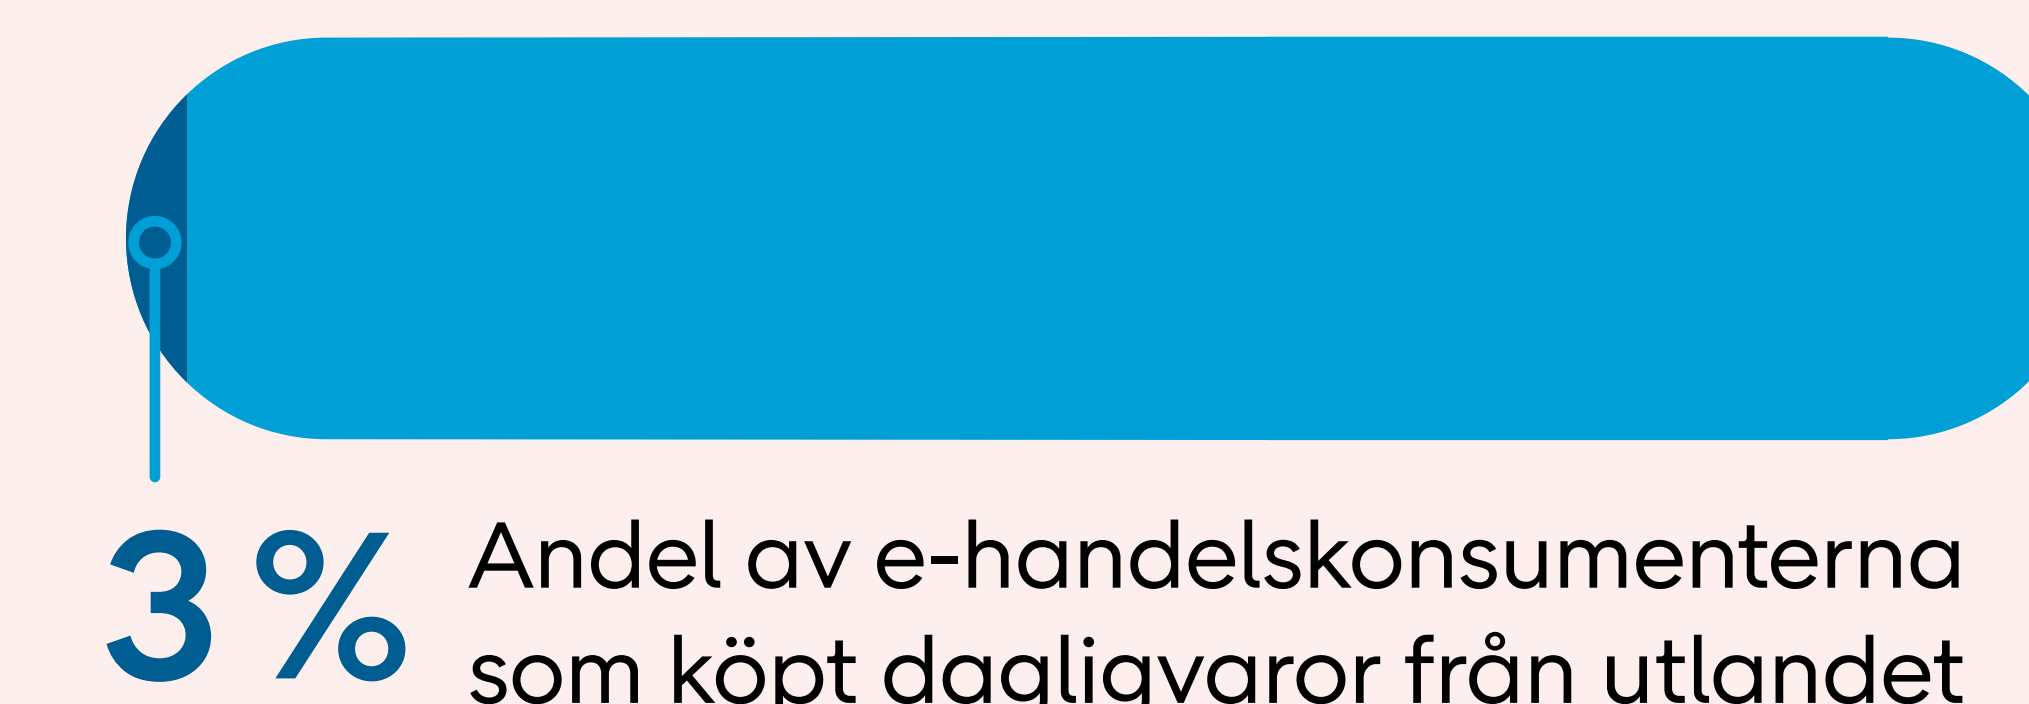 3 %
Andel av e-handelskonsumenterna
som köpt dagligvaror från utlandet